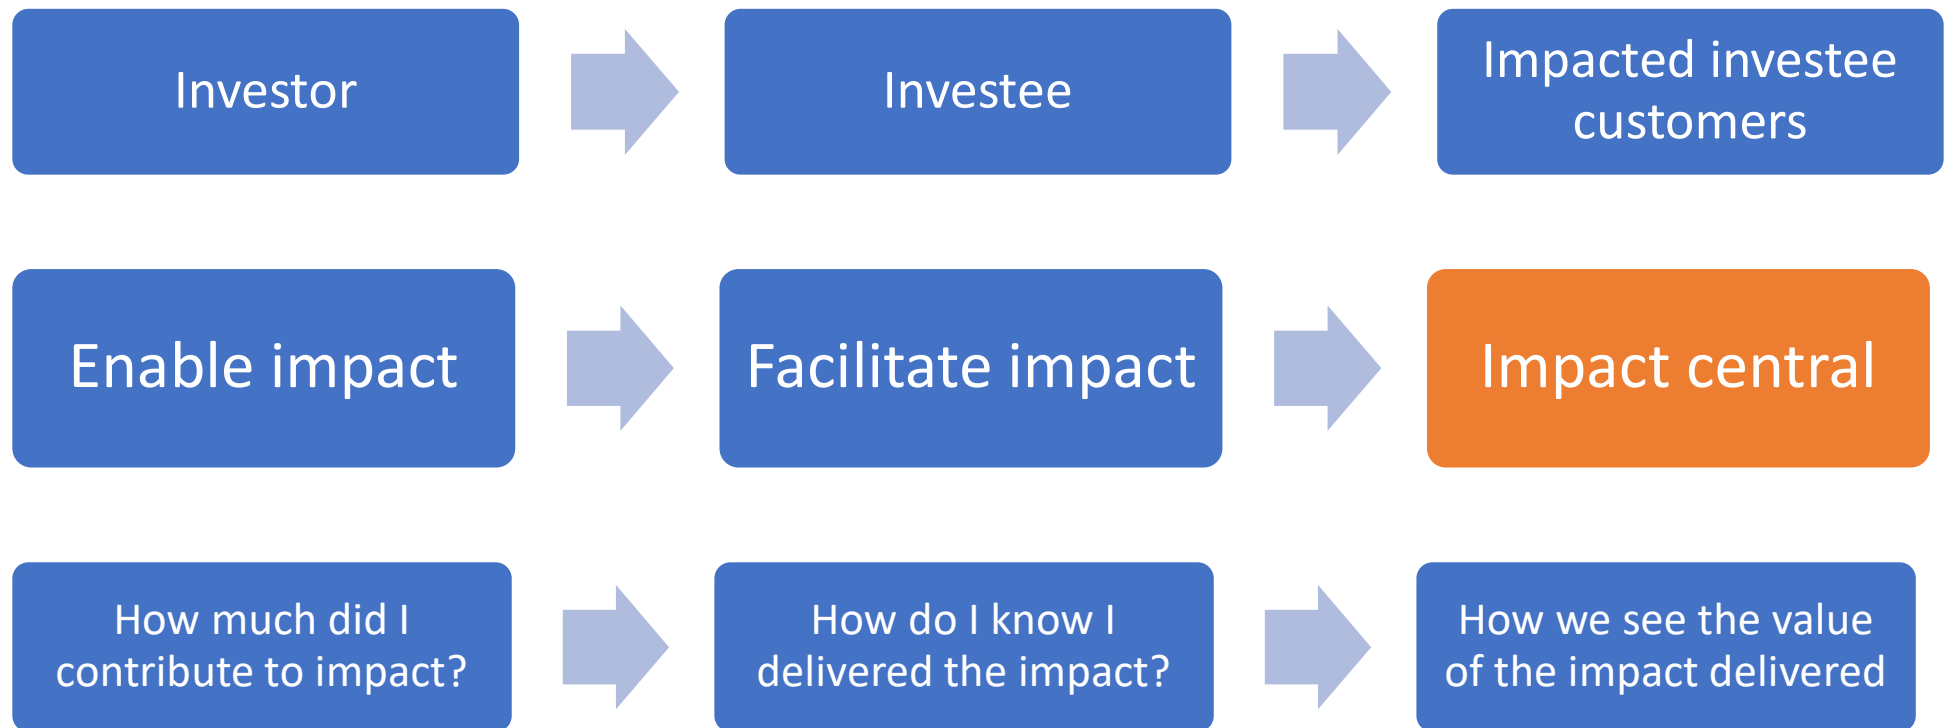 Investor
Investee
Impacted investee
customers
Enable impact
Facilitate impact
Impact central
How much did I
contribute to impact?
How do I know I
delivered the impact?
How we see the value
of the impact delivered